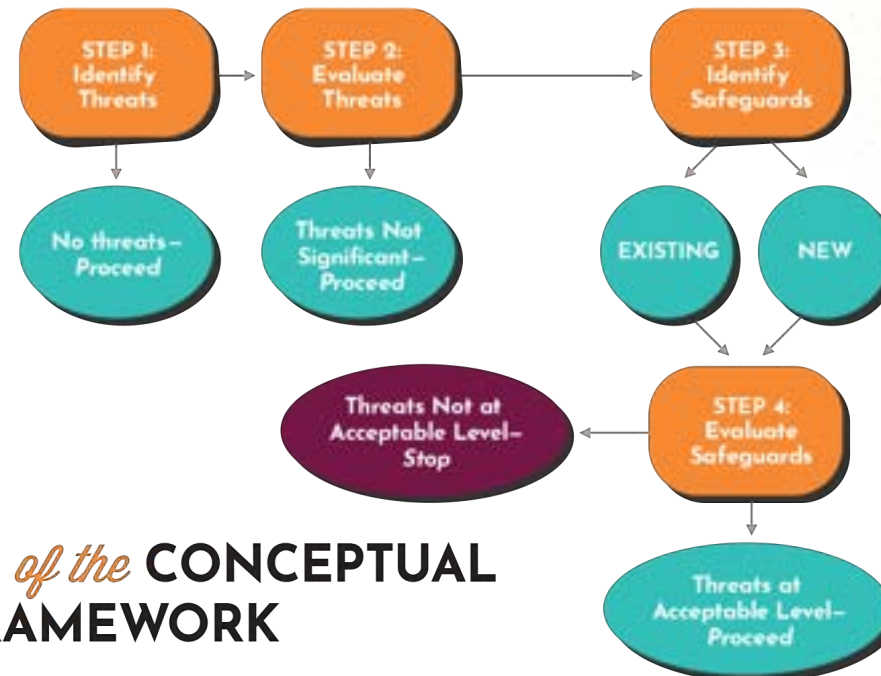 STEP 1:
Identify
Threats
STEP 2:
Evaluate
Threats
STEP 3:
Identify
Safeguards
No threats—
Proceed
Threats Not
Significant—
Proceed
EXISTING
NEW
Threats Not at
Acceptable Level—
Stop
STEP 4:
Evaluate
Safeguards
Threats at
Acceptable Level—
Proceed
of the CONCEPTUAL
AMEWORK